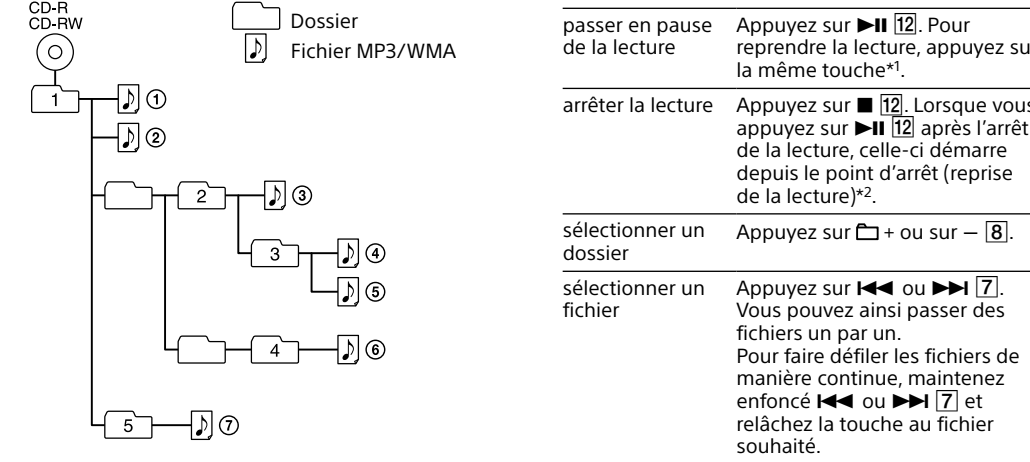 CD-R
CD-RW
Dossier
Fichier MP3/WMA
1
①
②
2
③
3
④
⑤
4
⑥
5
⑦
passer en pause
de la lecture
Appuyez sur ►II 12. Pour
reprendre la lecture, appuyez su
la même touche*1.
arrêter la lecture
Appuyez sur ■ 12. Lorsque vous
appuyez sur ►II 12 après l’arrêt
de la lecture, celle-ci démarre
depuis le point d’arrêt (reprise
de la lecture)*2.
sélectionner un
dossier
Appuyez sur + ou sur − 8.
sélectionner un
fichier
Appuyez sur I◄◄ ou ►►I 7.
Vous pouvez ainsi passer des
fichiers un par un.
Pour faire défiler les fichiers de
manière continue, maintenez
enfoncé I◄◄ ou ►►I 7 et
relâchez la touche au fichier
souhaité.